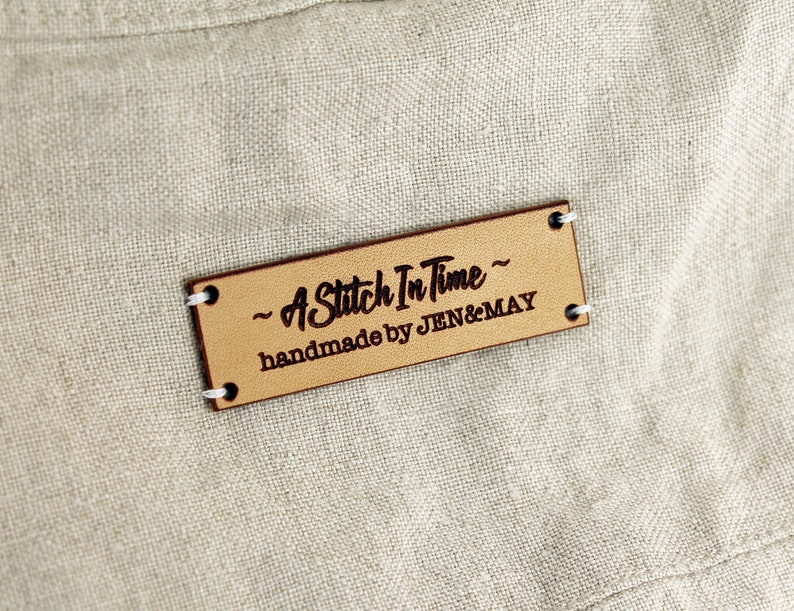 ~ A Stitch In Time ~
handmade by JEN&MAY